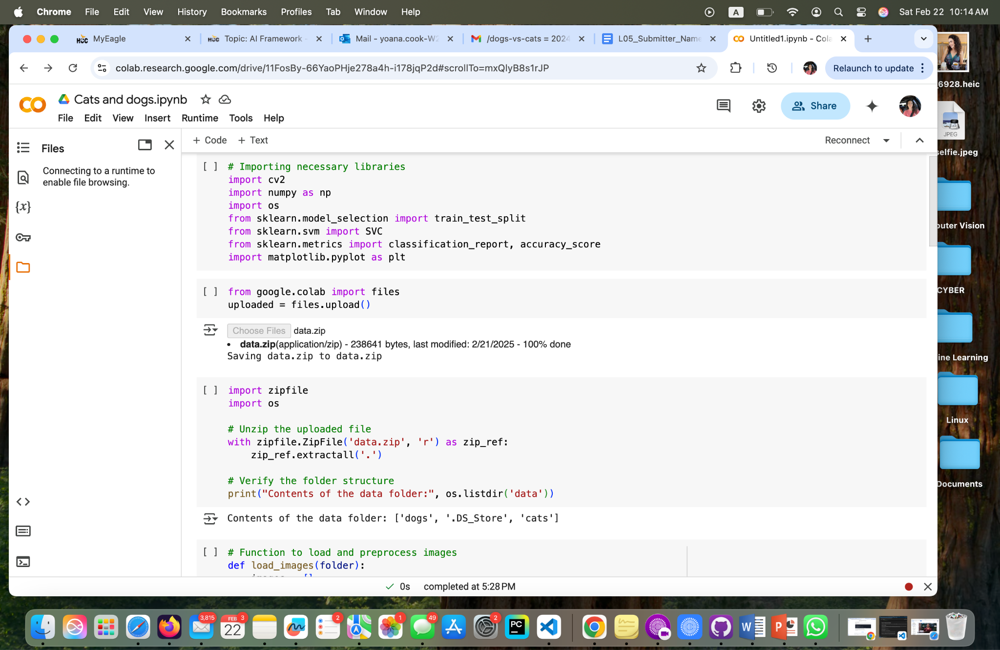 Chrome File Edit View History Bookmarks Profiles Tab Window Help A Sat Feb 22 10:14 AM
HCC MyEagle HCC Topic: AI Framework - Mail - yoana.cook-W2 /dogs-vs-cats = 2024 L05_Submitter_Name Untitled1.ipynb - Cola
colab.research.google.com/drive/11FosBy-66YaoPHje278a4h-i178jqP2d#scrollTo=mxQlyB8s1rJP Relaunch to update
6928.heic
Cats and dogs.ipynb
Share
File Edit View Insert Runtime Tools Help
JPEG
selfie.jpeg
Files
+ Code + Text Reconnect
Connecting to a runtime to
enable file browsing.
{x}
[ ] # Importing necessary libraries
import cv2
import numpy as np
import os
from sklearn.model_selection import train_test_split
from sklearn.svm import SVC
from sklearn.metrics import classification_report, accuracy_score
import matplotlib.pyplot as plt
puter Vision
[ ] from google.colab import files
uploaded = files.upload()
CYBER
Choose Files data.zip
• data.zip(application/zip) - 238641 bytes, last modified: 2/21/2025 - 100% done
Saving data.zip to data.zip
ine Learning
[ ] import zipfile
import os
# Unzip the uploaded file
with zipfile.ZipFile('data.zip', 'r') as zip_ref:
zip_ref.extractall('.')
Linux
# Verify the folder structure
print("Contents of the data folder:", os.listdir('data'))
Documents
Contents of the data folder: ['dogs', '.DS_Store', 'cats']
[ ] # Function to load and preprocess images
def load_images(folder):
0s completed at 5:28 PM
3,815 FEB 3 22 2 1 49 2 PC W P